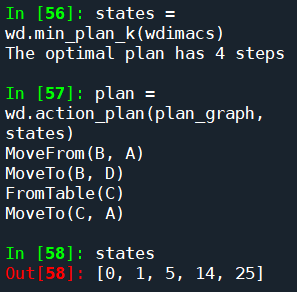 In [56]: states =
wd.min_plan_k(wdimacs)
The optimal plan has 4 steps
In [57]: plan =
wd.action_plan(plan_graph,
states)
MoveFrom(B, A)
MoveTo(B, D)
FromTable(C)
MoveTo(C, A)
In [58]: states
Out[58]: [0, 1, 5, 14, 25]